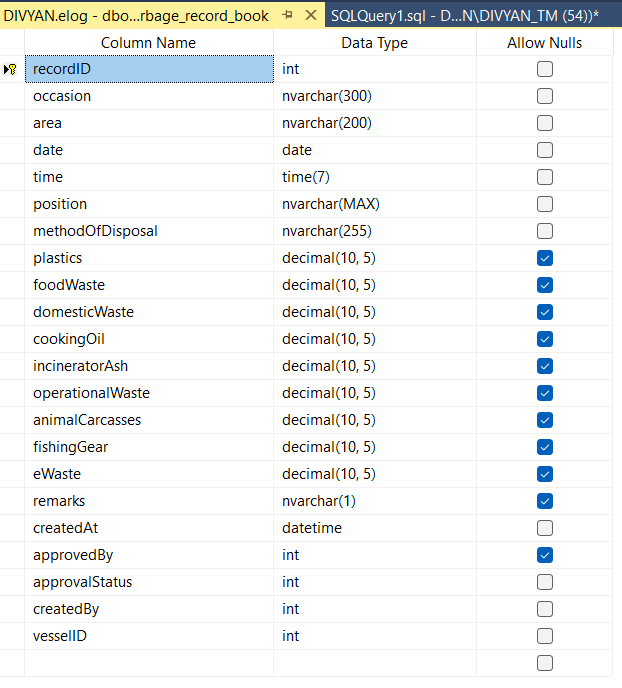 DIVYAN.elog - dbo...rbage_record_book SQLQuery1.sql - D...N\DIVYAN_TM (54))*
Column Name Data Type Allow Nulls
recordID int
occasion nvarchar(300)
area nvarchar(200)
date date
time time(7)
position nvarchar(MAX)
methodOfDisposal nvarchar(255)
plastics decimal(10, 5)
foodWaste decimal(10, 5)
domesticWaste decimal(10, 5)
cookingOil decimal(10, 5)
incineratorAsh decimal(10, 5)
operationalWaste decimal(10, 5)
animalCarcasses decimal(10, 5)
fishingGear decimal(10, 5)
eWaste decimal(10, 5)
remarks nvarchar(1)
createdAt datetime
approvedBy int
approvalStatus int
createdBy int
vesselID int